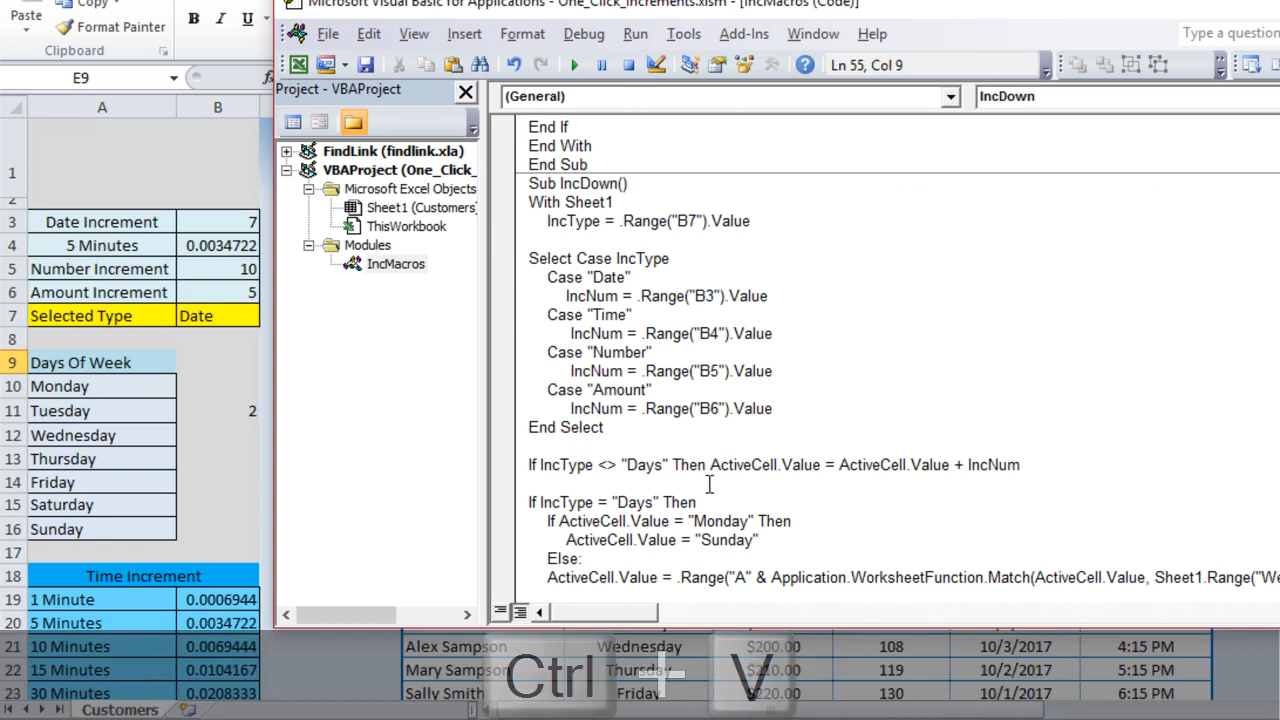 Microsoft Visual Basic for Applications - One_Click_Increments.xlsm - [IncMacros (Code)]
Copy
Paste
Format Painter
B I U
Clipboard
File Edit View Insert Format Debug Run Tools Add-Ins Window Help
Type a question
E9
Ln 55, Col 9
Project - VBAProject
(General)
IncDown
A B
FindLink (findlink.xla)
VBAProject (One_Click_
Microsoft Excel Objects
Sheet1 (Customers)
ThisWorkbook
Modules
IncMacros
1
2
3 Date Increment 7
4 5 Minutes 0.0034722
5 Number Increment 10
6 Amount Increment 5
7 Selected Type Date
8
9 Days Of Week
10 Monday
11 Tuesday 2
12 Wednesday
13 Thursday
14 Friday
15 Saturday
16 Sunday
17
18 Time Increment
19 1 Minute 0.0006944
20 5 Minutes 0.0034722
21 10 Minutes 0.0069444
22 15 Minutes 0.0104167
23 30 Minutes 0.0208333
End If
End With
End Sub
Sub IncDown()
With Sheet1
IncType = .Range("B7").Value
Select Case IncType
Case "Date"
IncNum = .Range("B3").Value
Case "Time"
IncNum = .Range("B4").Value
Case "Number"
IncNum = .Range("B5").Value
Case "Amount"
IncNum = .Range("B6").Value
End Select
If IncType <> "Days" Then ActiveCell.Value = ActiveCell.Value + IncNum
If IncType = "Days" Then
If ActiveCell.Value = "Monday" Then
ActiveCell.Value = "Sunday"
Else:
ActiveCell.Value = .Range("A" & Application.WorksheetFunction.Match(ActiveCell.Value, Sheet1.Range("We
Alex Sampson Wednesday $200.00 108 10/3/2017 4:15 PM
Mary Sampson Thursday $210.00 119 10/2/2017 5:15 PM
Sally Smith Friday $220.00 130 10/1/2017 6:15 PM
Ctrl + V
Customers